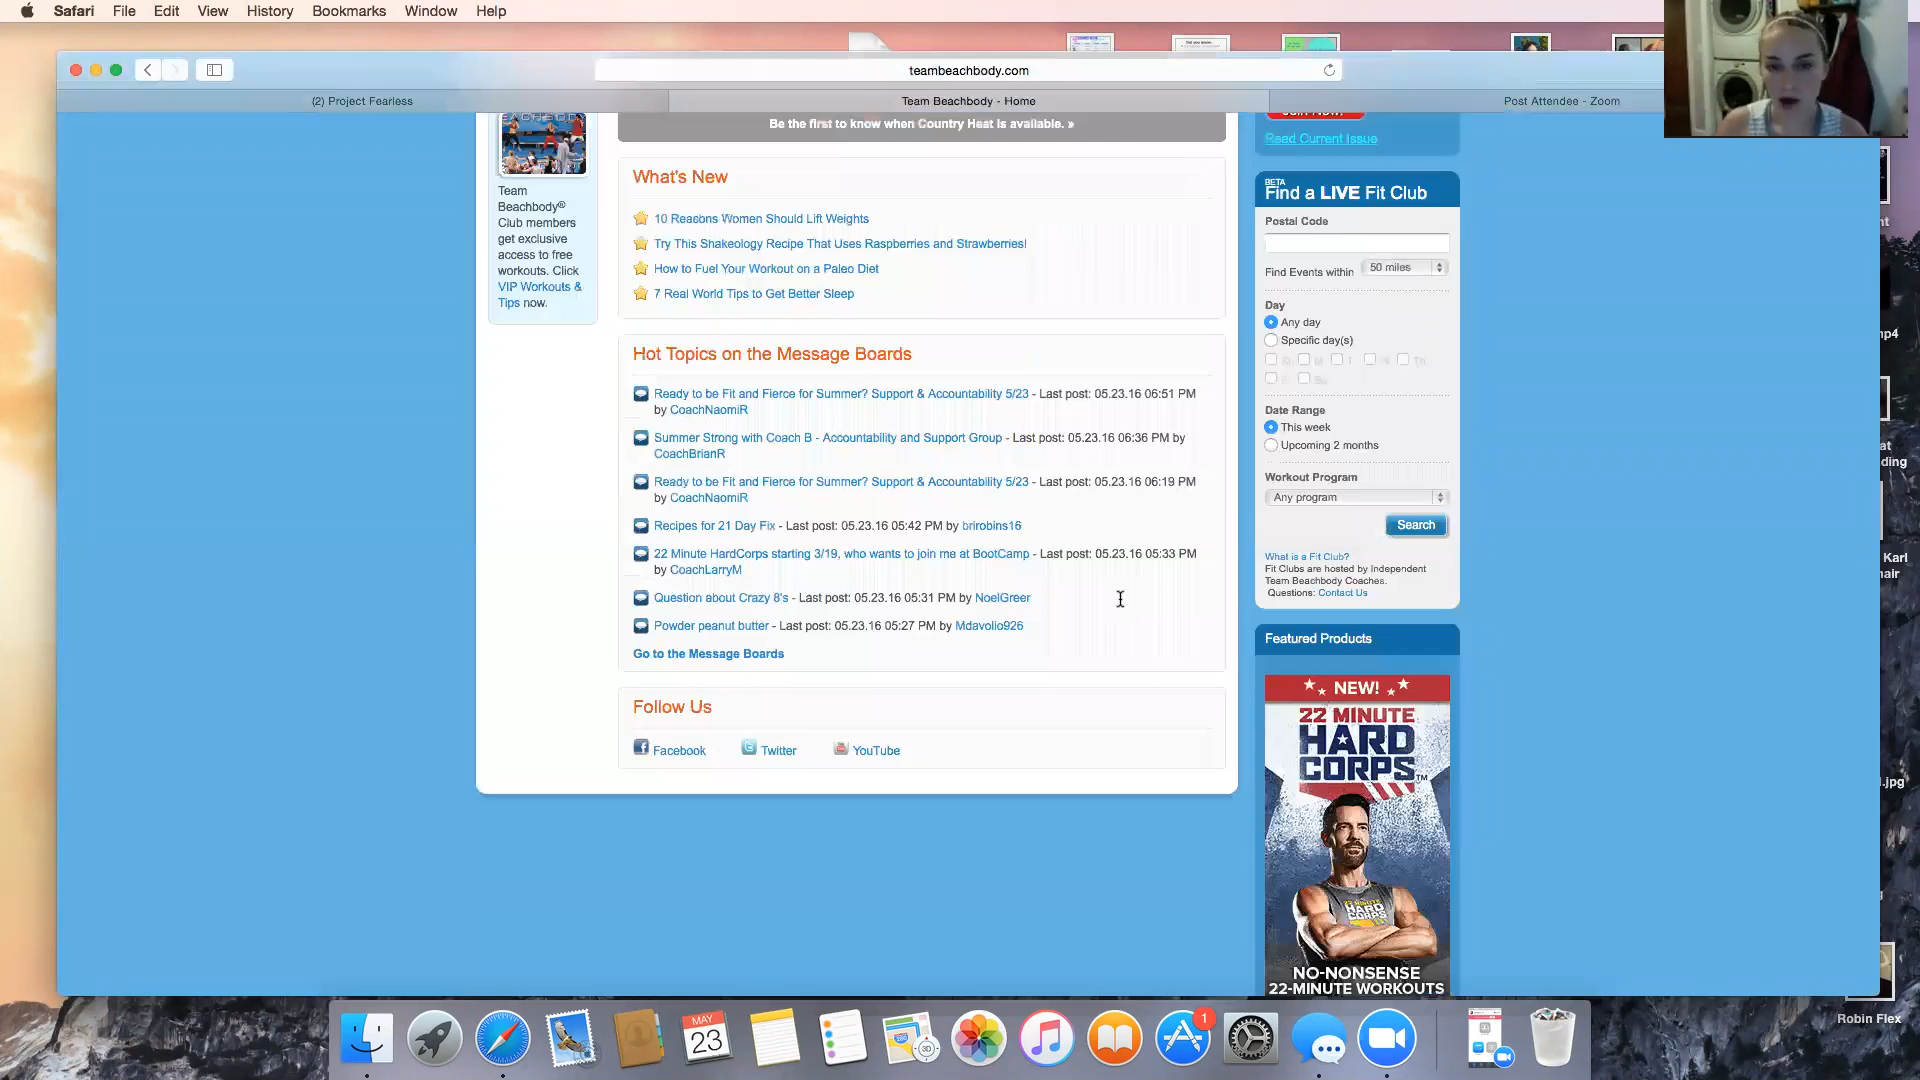 Safari File Edit View History Bookmarks Window Help
teambeachbody.com
(2) Project Fearless
Team Beachbody - Home
Post Attendee - Zoom
Team
Beachbody®
Club members
get exclusive
access to free
workouts. Click
VIP Workouts &
Tips now.
Be the first to know when Country Heat is available. »
What's New
10 Reasons Women Should Lift Weights
Try This Shakeology Recipe That Uses Raspberries and Strawberries!
How to Fuel Your Workout on a Paleo Diet
7 Real World Tips to Get Better Sleep
Hot Topics on the Message Boards
Ready to be Fit and Fierce for Summer? Support & Accountability 5/23 - Last post: 05.23.16 06:51 PM
by CoachNaomiR
Summer Strong with Coach B - Accountability and Support Group - Last post: 05.23.16 06:36 PM by
CoachBrianR
Ready to be Fit and Fierce for Summer? Support & Accountability 5/23 - Last post: 05.23.16 06:19 PM
by CoachNaomiR
Recipes for 21 Day Fix - Last post: 05.23.16 05:42 PM by brirobins16
22 Minute HardCorps starting 3/19, who wants to join me at BootCamp - Last post: 05.23.16 05:33 PM
by CoachLarryM
Question about Crazy 8's - Last post: 05.23.16 05:31 PM by NoelGreer
Powder peanut butter - Last post: 05.23.16 05:27 PM by Mdavolio926
Go to the Message Boards
Follow Us
Facebook Twitter YouTube
Join Now!
Read Current Issue
BETA
Find a LIVE Fit Club
Postal Code
Find Events within 50 miles
Day
Any day
Specific day(s)
M T Th
Date Range
This week
Upcoming 2 months
Workout Program
Any program
Search
What is a Fit Club?
Fit Clubs are hosted by Independent
Team Beachbody Coaches.
Questions: Contact Us
Featured Products
NEW!
22 MINUTE
HARD
CORPS™
22 MINUTE
HARD
CORPS
NO-NONSENSE
22-MINUTE WORKOUTS
Karl
.jpg
Robin Flex
MAY
23
280
3D
1